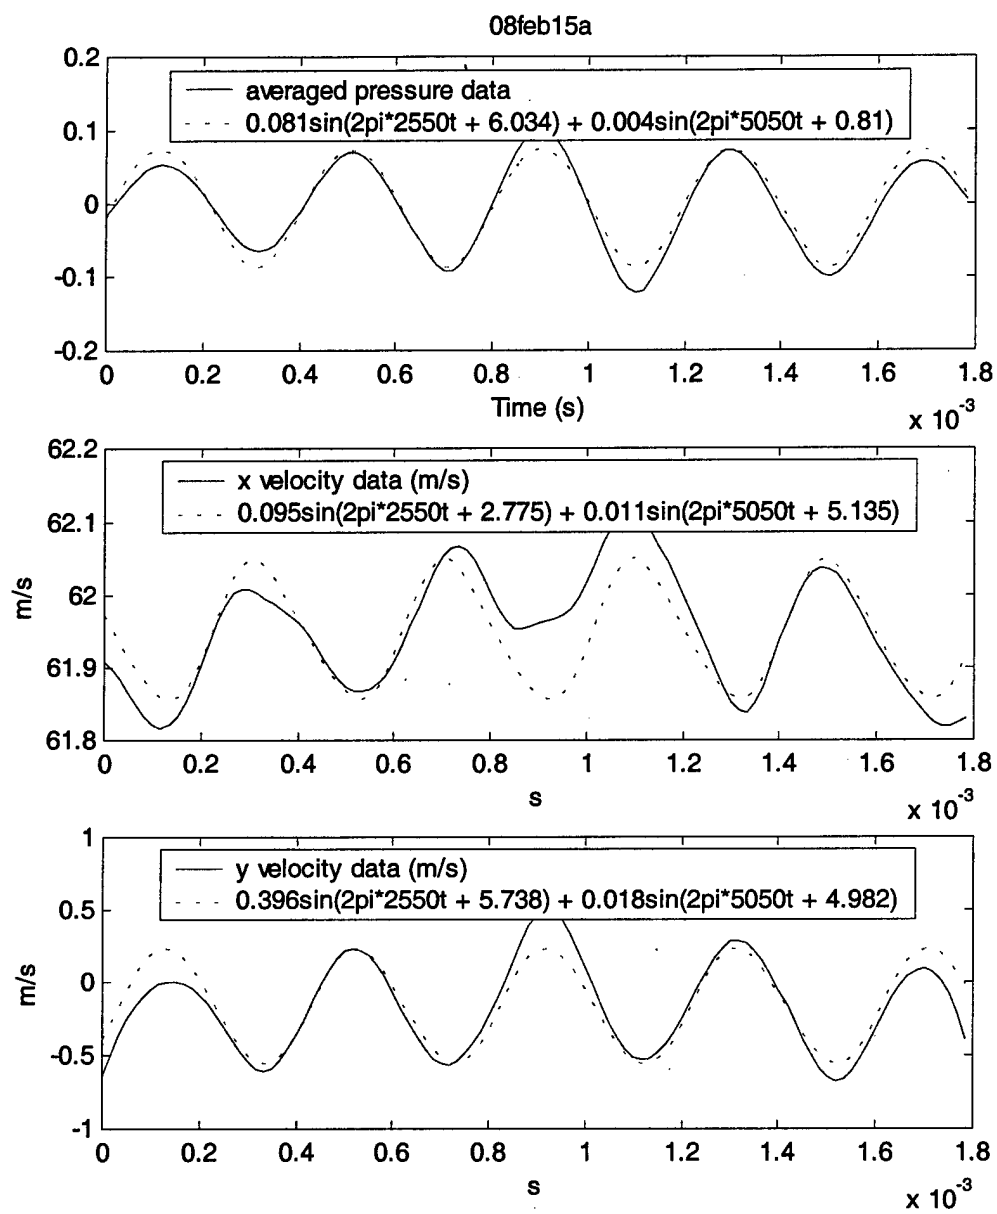 08feb15a
0.2
averaged pressure data
0.081sin(2pi*2550t + 6.034) + 0.004sin(2pi*5050t + 0.81)
0.1
0
-0.1
-0.2
0 0.2 0.4 0.6 0.8 1 1.2 1.4 1.6 1.8
Time (s)
x 10-3
62.2
x velocity data (m/s)
0.095sin(2pi*2550t + 2.775) + 0.011sin(2pi*5050t + 5.135)
62.1
62
m/s
61.9
61.8
0 0.2 0.4 0.6 0.8 1 1.2 1.4 1.6 1.8
s
x 10-3
1
y velocity data (m/s)
0.396sin(2pi*2550t + 5.738) + 0.018sin(2pi*5050t + 4.982)
0.5
0
m/s
-0.5
-1
0 0.2 0.4 0.6 0.8 1 1.2 1.4 1.6 1.8
s
x 10-3